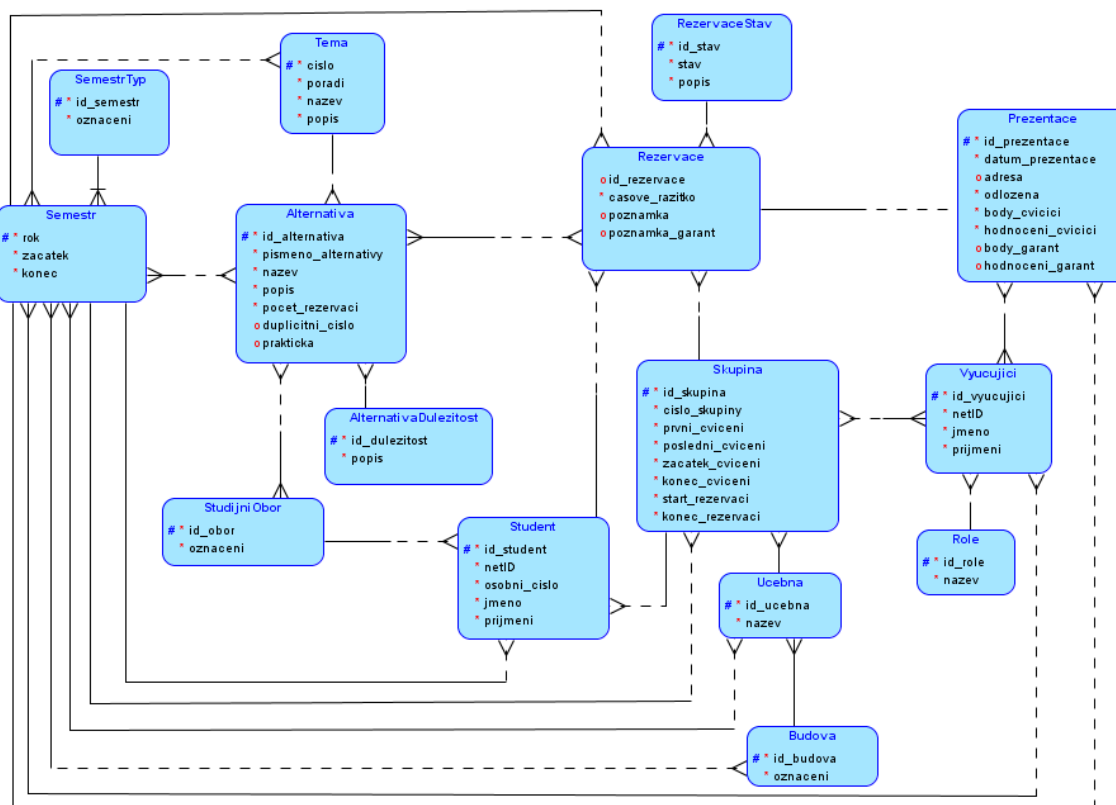 RezervaceStav
# * id_stav
* stav
* popis
Tema
# * cislo
* poradi
* nazev
* popis
SemestrTyp
# * id_semestr
* oznaceni
Prezentace
# * id_prezentace
* datum_prezentace
o adresa
* odlozena
* body_cvicici
* hodnoceni_cvicici
o body_garant
o hodnoceni_garant
Rezervace
o id_rezervace
* casove_razitko
o poznamka
o poznamka_garant
Semestr
# * rok
* zacatek
* konec
Alternativa
# * id_alternativa
* pismeno_alternativy
* nazev
* popis
* pocet_rezervaci
o duplicitni_cislo
o prakticka
Skupina
# * id_skupina
* cislo_skupiny
* prvni_cviceni
* posledni_cviceni
* zacatek_cviceni
* konec_cviceni
* start_rezervaci
* konec_rezervaci
Vyucujici
# * id_vyucujici
* netID
* jmeno
* prijmeni
AlternativaDulezitost
# * id_dulezitost
* popis
StudijniObor
# * id_obor
* oznaceni
Student
# * id_student
* netID
* osobni_cislo
* jmeno
* prijmeni
Role
# * id_role
* nazev
Ucebna
# * id_ucebna
* nazev
Budova
# * id_budova
* oznaceni